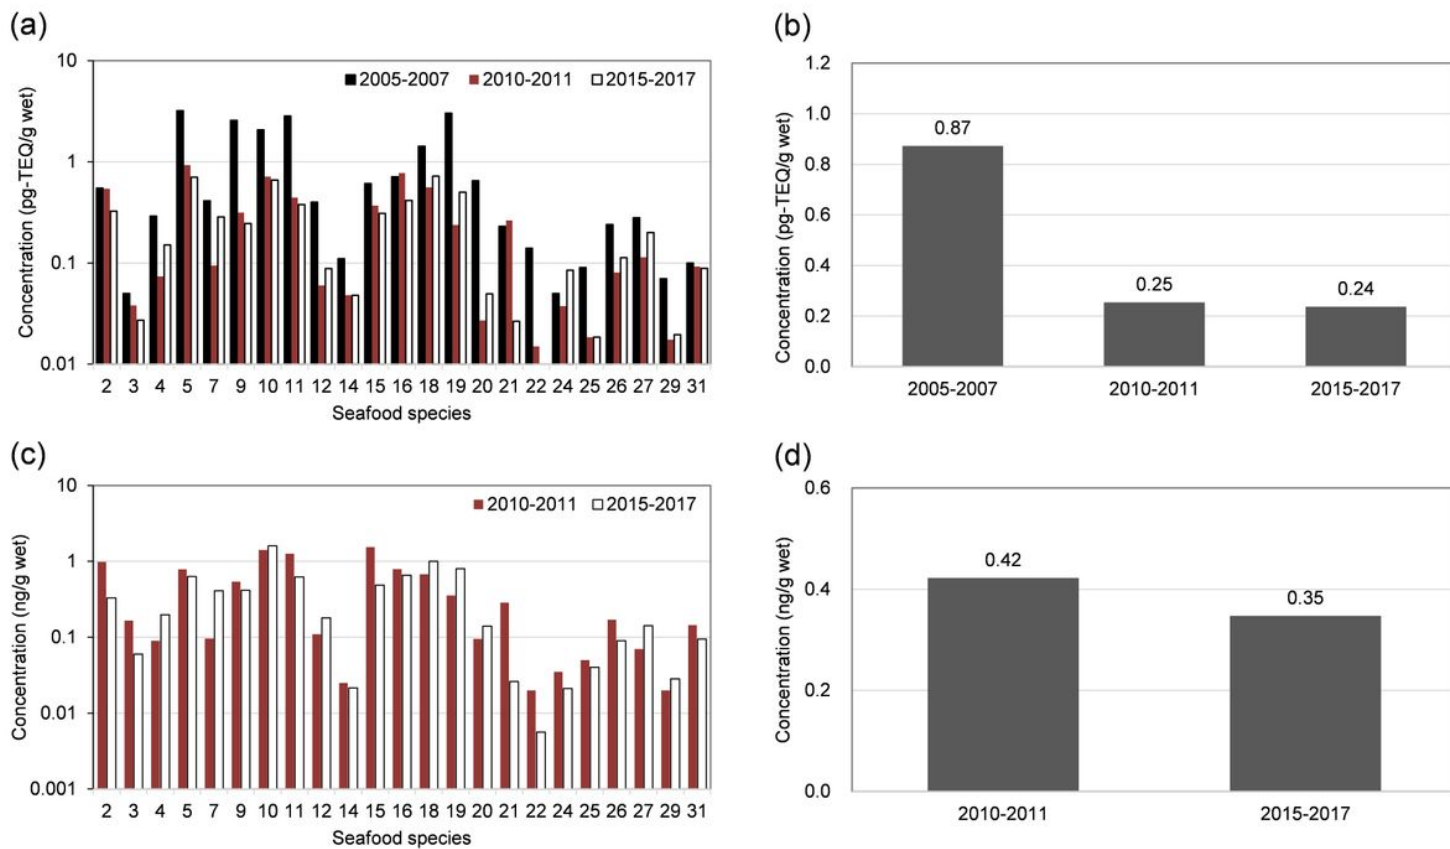 (a)
10
1
0.1
0.01
Concentration (pg-TEQ/g wet)
2005-2007 2010-2011 2015-2017
2 3 4 5 7 9 10 11 12 14 15 16 18 19 20 21 22 24 25 26 27 29 31
Seafood species
(b)
1.2
1.0
0.8
0.6
0.4
0.2
0.0
Concentration (pg-TEQ/g wet)
0.87
0.25
0.24
2005-2007 2010-2011 2015-2017
(c)
10
1
0.1
0.01
0.001
Concentration (ng/g wet)
2010-2011 2015-2017
2 3 4 5 7 9 10 11 12 14 15 16 18 19 20 21 22 24 25 26 27 29 31
Seafood species
(d)
0.6
0.4
0.2
0.0
Concentration (ng/g wet)
0.42
0.35
2010-2011 2015-2017